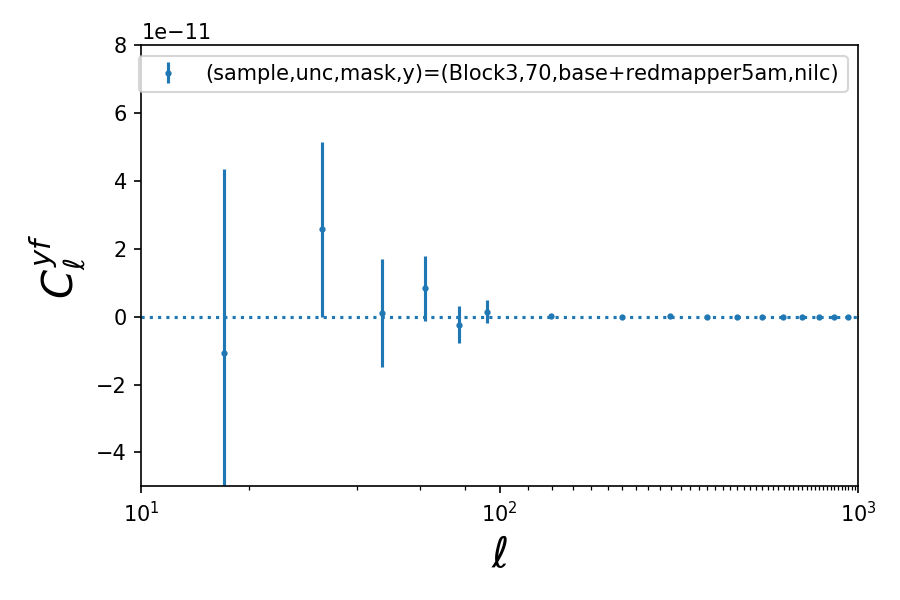 1e−11
(sample,unc,mask,y)=(Block3,70,base+redmapper5am,nilc)
8
6
4
2
0
−2
−4
C_ℓ^{yf}
10^1
10^2
10^3
ℓ